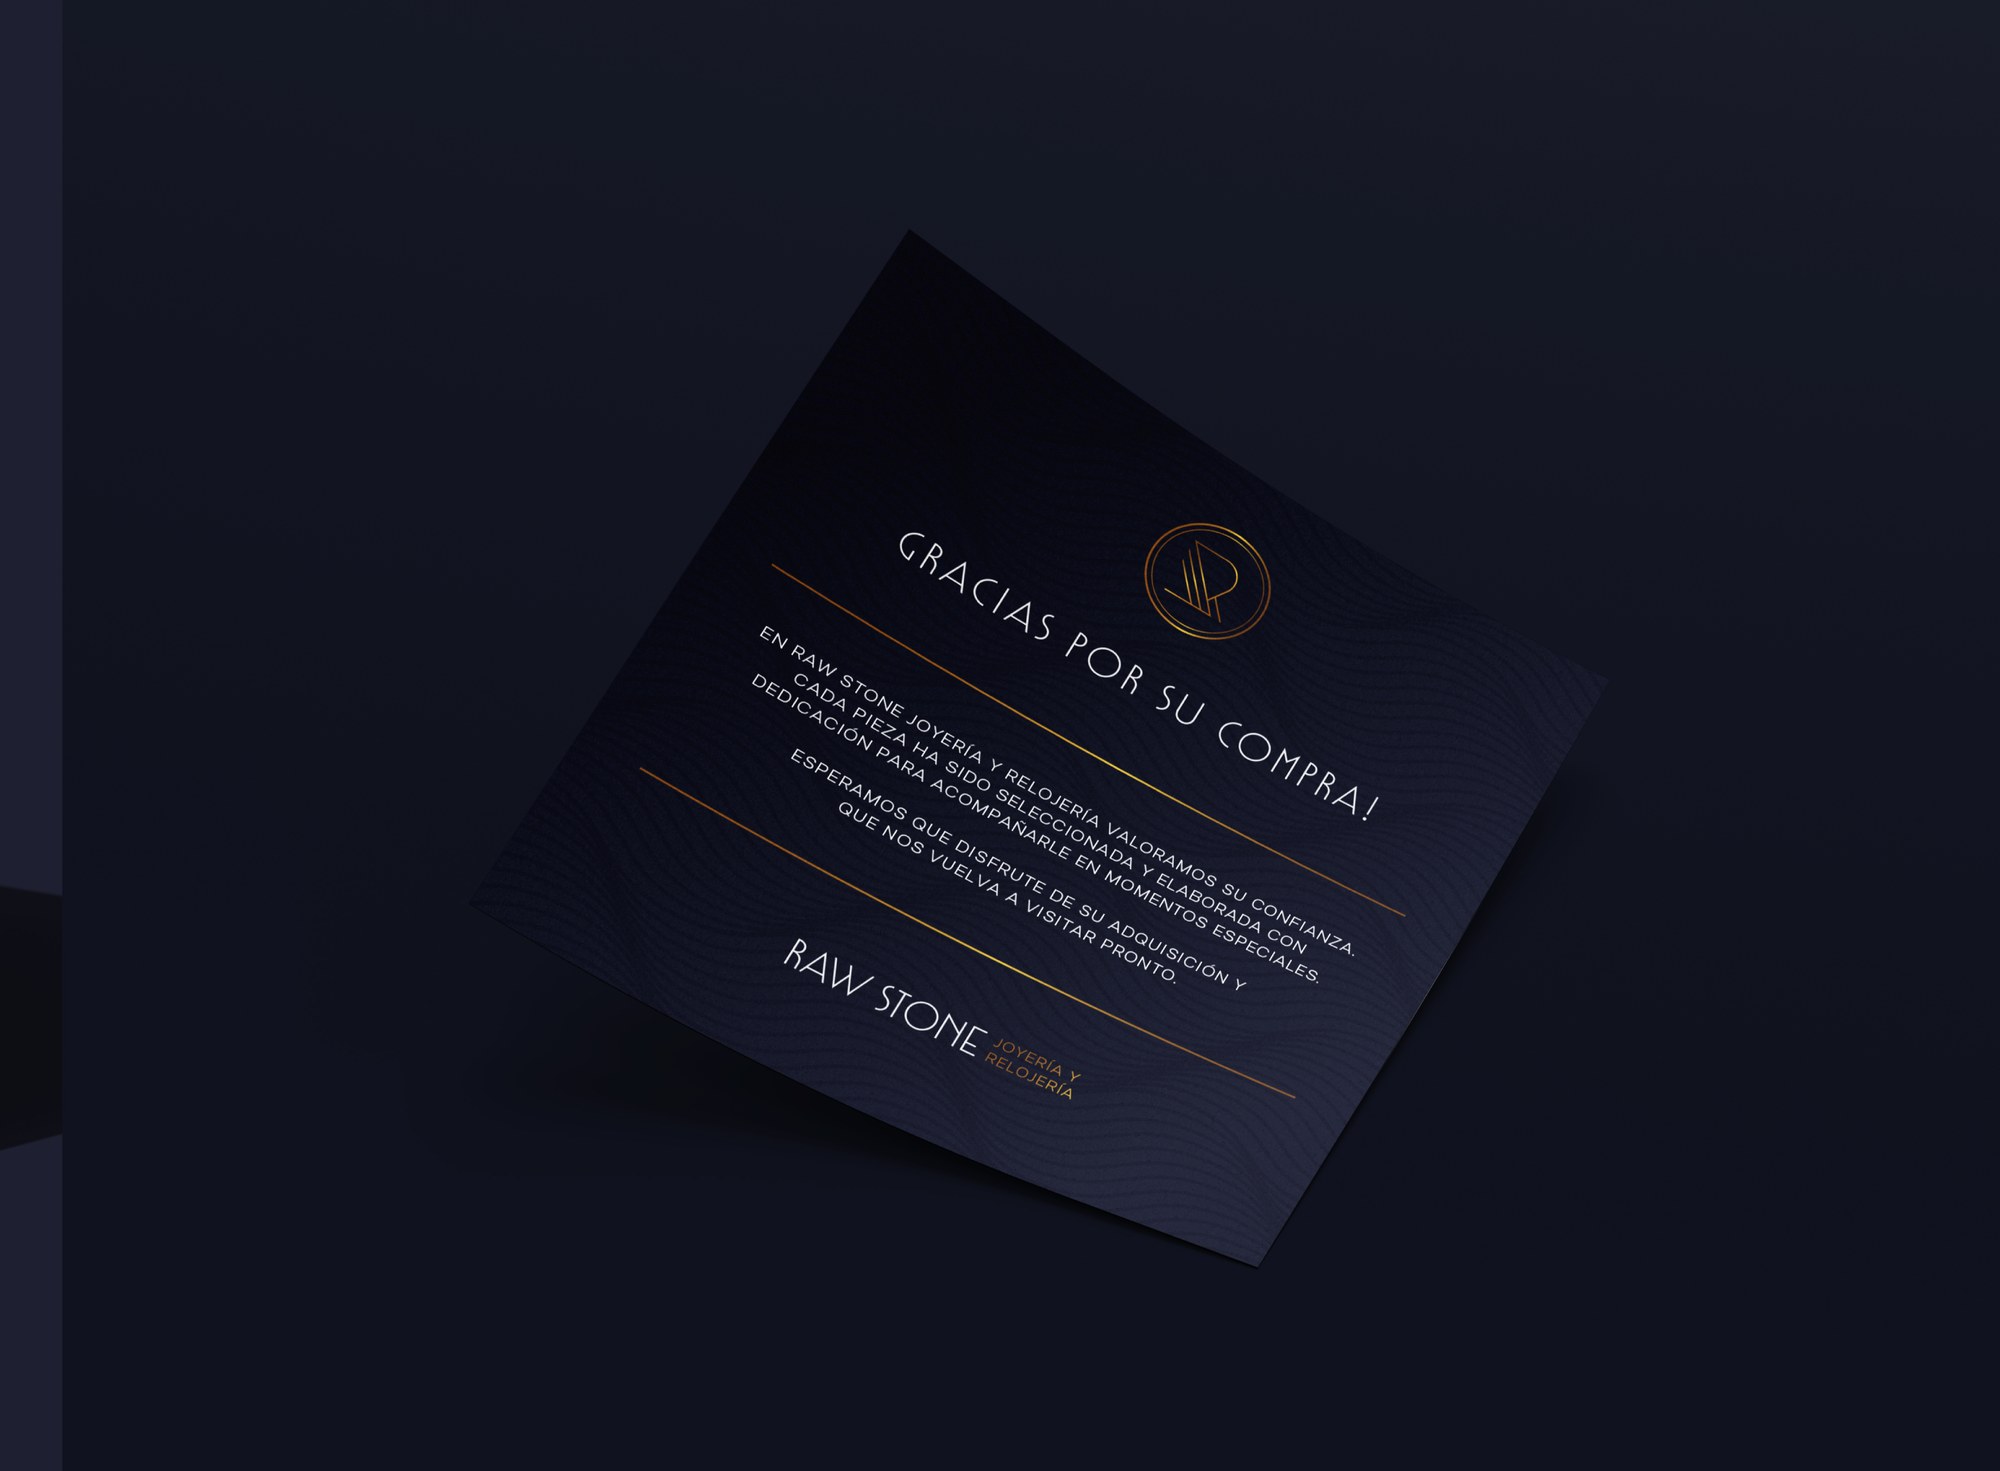 GRACIAS POR SU COMPRA!
EN RAW STONE JOYERÍA Y RELOJERÍA VALORAMOS SU CONFIANZA.
CADA PIEZA HA SIDO SELECCIONADA Y ELABORADA CON
DEDICACIÓN PARA ACOMPAÑARLE EN MOMENTOS ESPECIALES.
ESPERAMOS QUE DISFRUTE DE SU ADQUISICIÓN Y
QUE NOS VUELVA A VISITAR PRONTO.
RAW STONE
JOYERÍA Y
RELOJERÍA